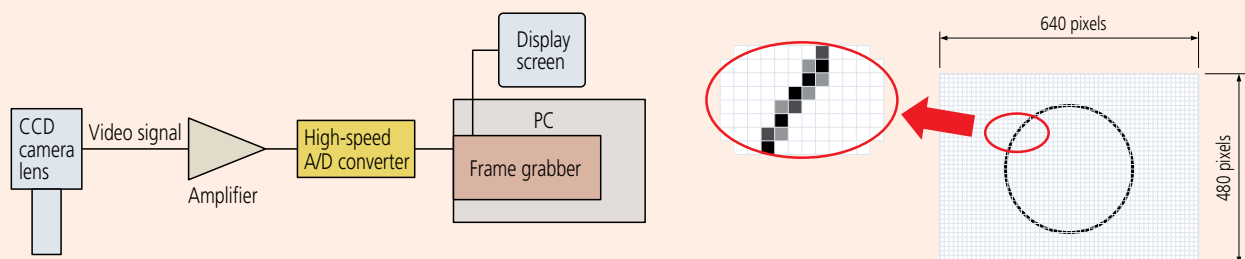 Display
screen
CCD
camera
lens
Video signal
Amplifier
High-speed
A/D converter
PC
Frame grabber
640 pixels
480 pixels